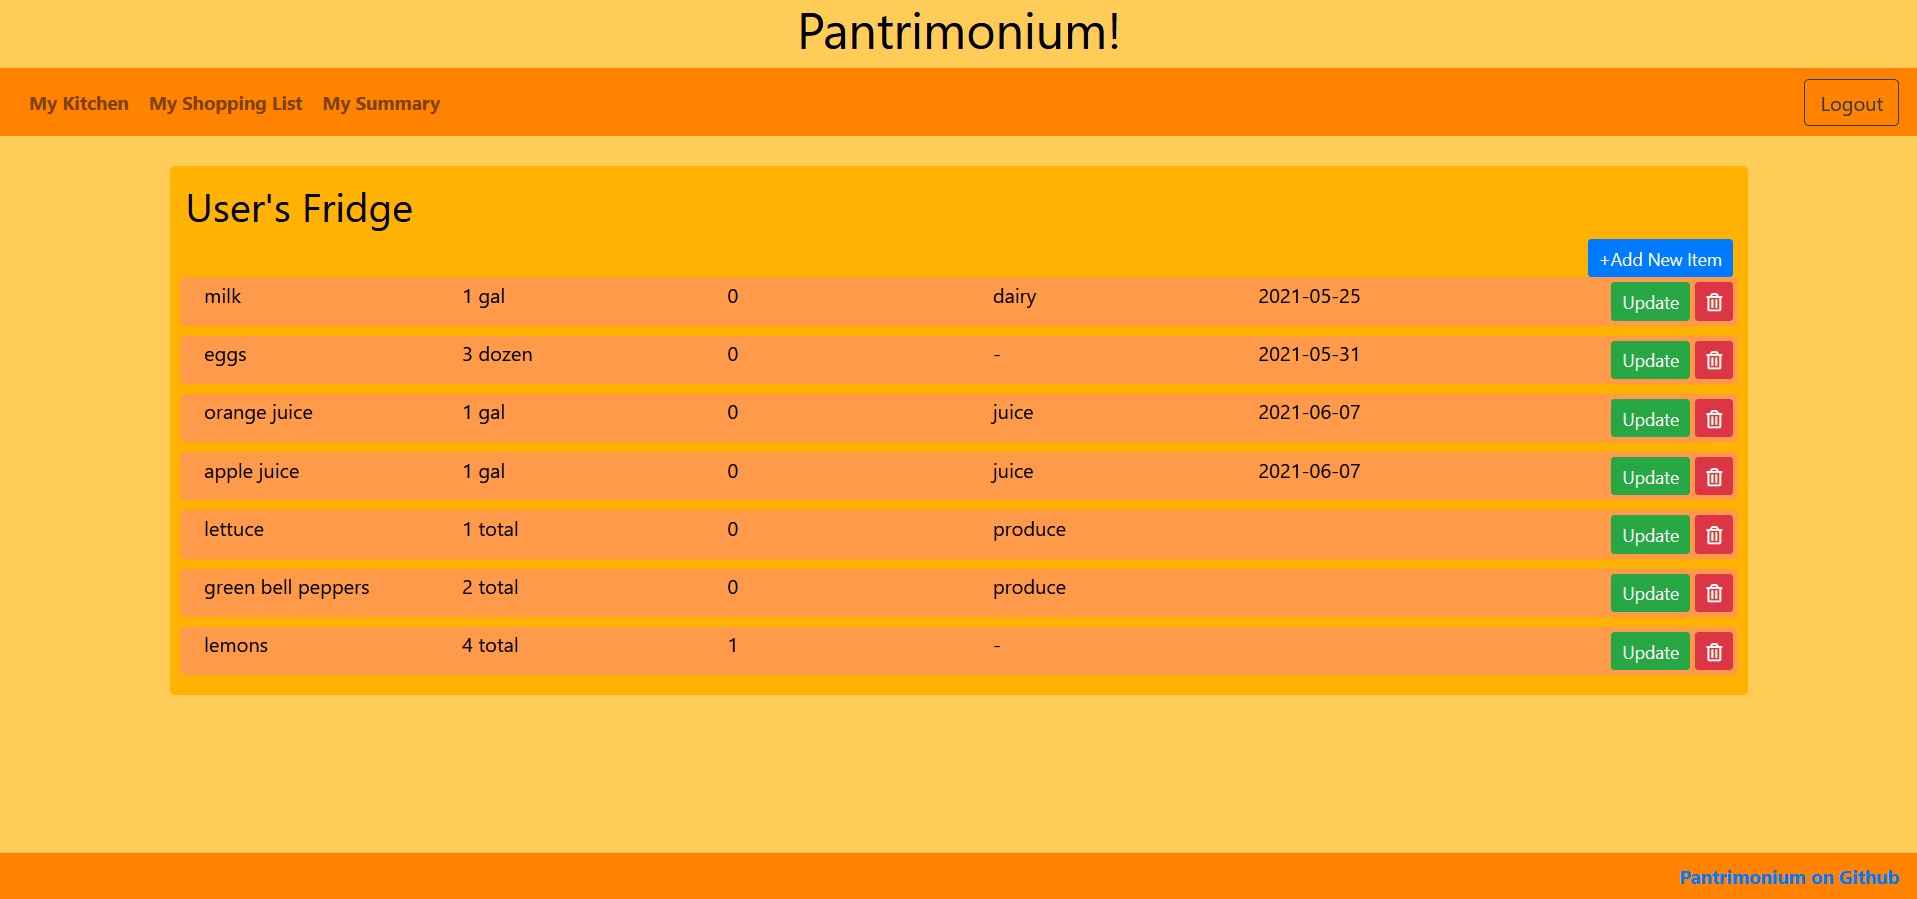 Pantrimonium!
My Kitchen My Shopping List My Summary Logout
User's Fridge
+Add New Item
milk 1 gal 0 dairy 2021-05-25 Update
eggs 3 dozen 0 - 2021-05-31 Update
orange juice 1 gal 0 juice 2021-06-07 Update
apple juice 1 gal 0 juice 2021-06-07 Update
lettuce 1 total 0 produce Update
green bell peppers 2 total 0 produce Update
lemons 4 total 1 - Update
Pantrimonium on Github